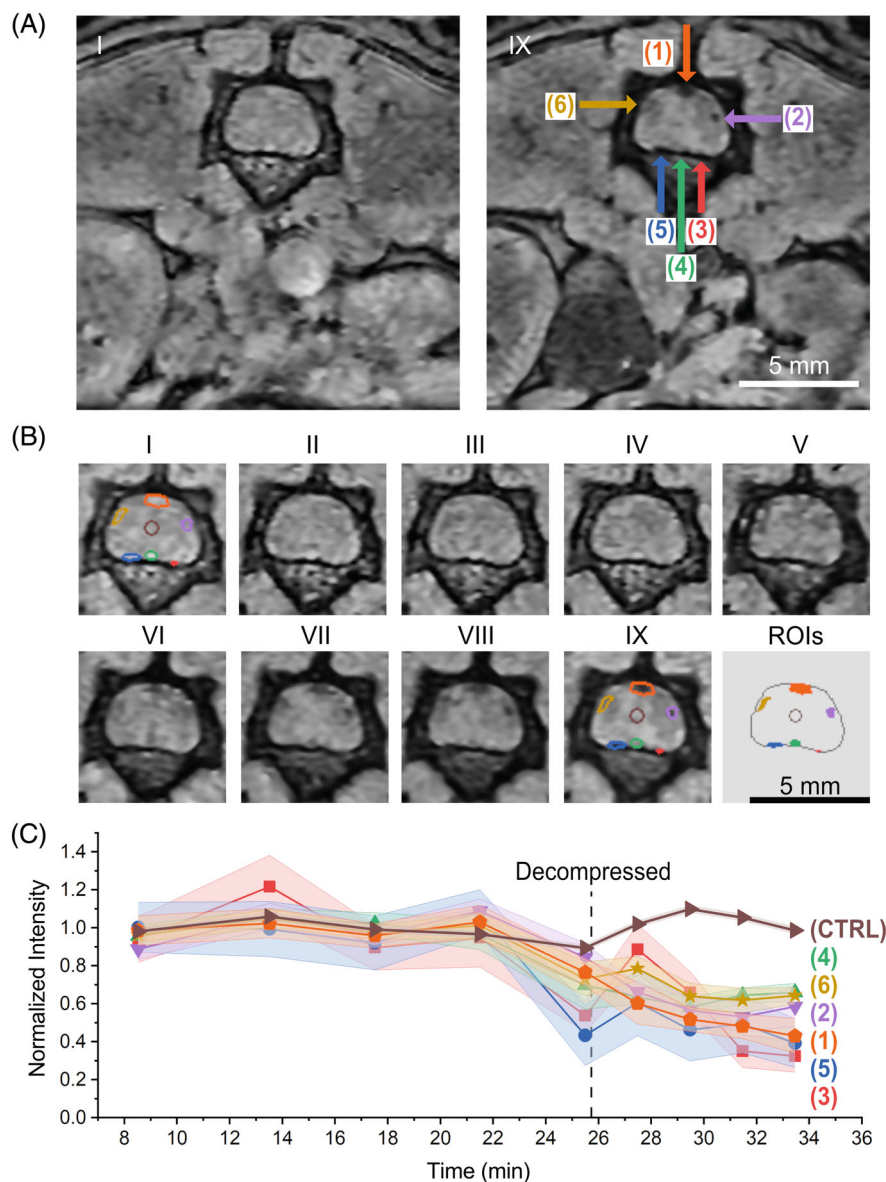 (A)
I
IX
(1)
(6)
(2)
(5)
(3)
(4)
5 mm
(B)
I
II
III
IV
V
VI
VII
VIII
IX
ROIs
5 mm
(C)
Normalized Intensity
1.4
1.2
1.0
0.8
0.6
0.4
0.2
0.0
Decompressed
(CTRL)
(4)
(6)
(2)
(1)
(5)
(3)
8 10 12 14 16 18 20 22 24 26 28 30 32 34 36
Time (min)